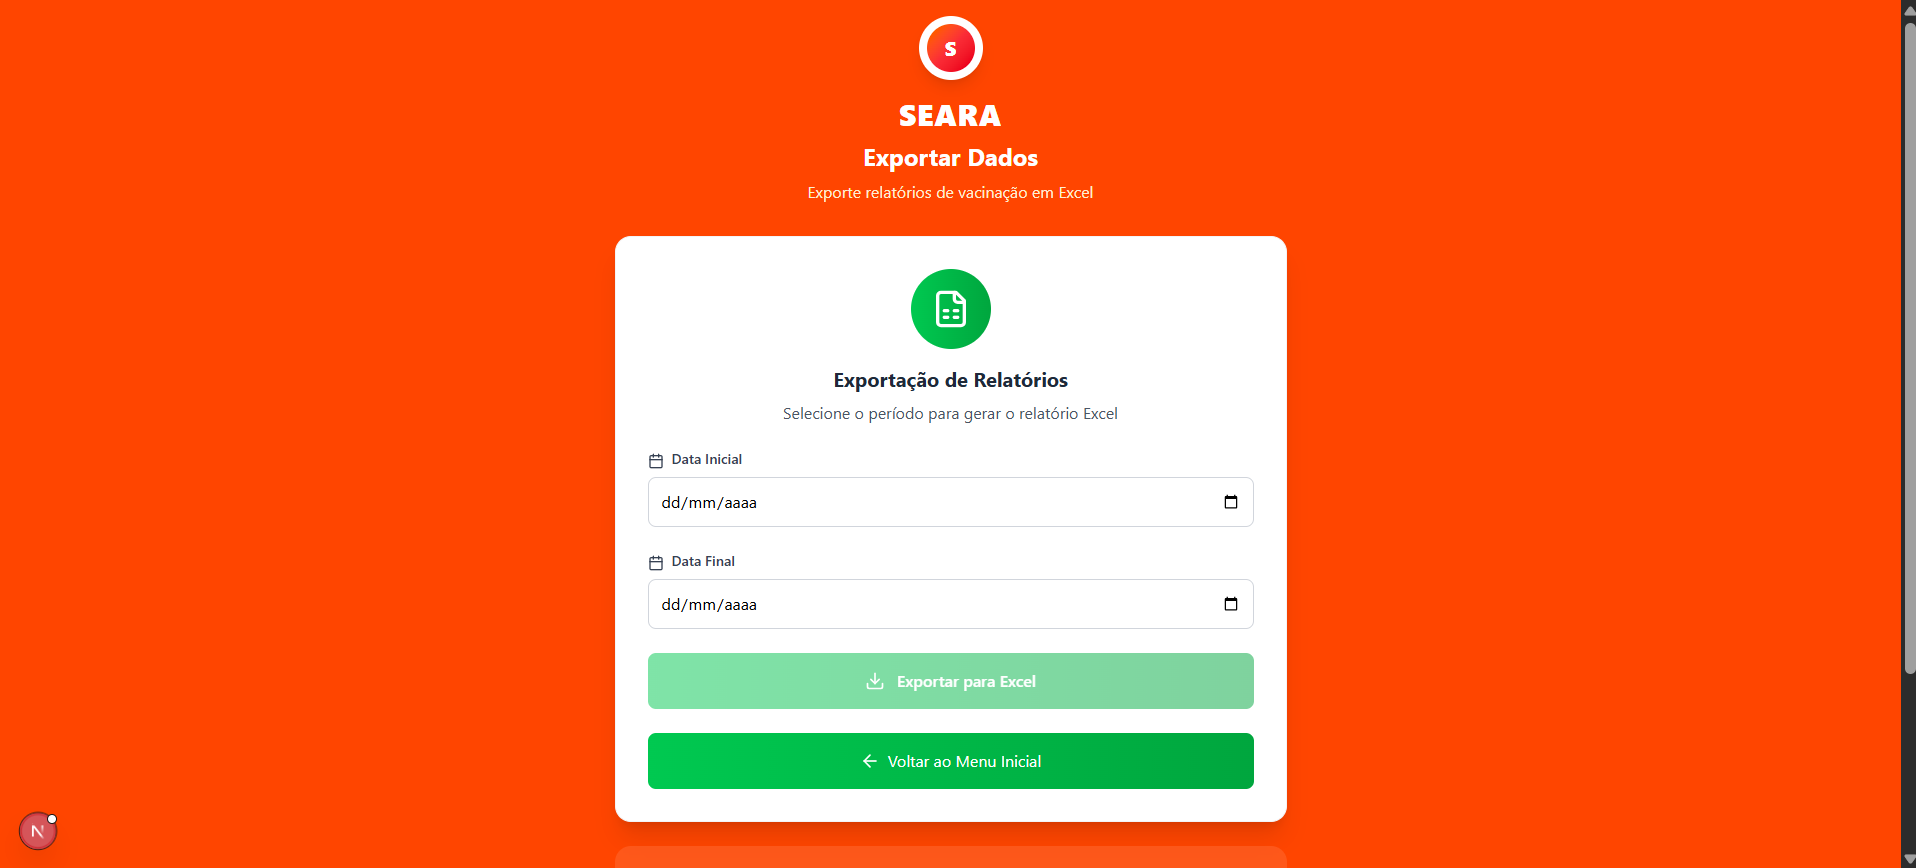 S
SEARA
Exportar Dados
Exporte relatórios de vacinação em Excel
Exportação de Relatórios
Selecione o período para gerar o relatório Excel
Data Inicial
dd/mm/aaaa
Data Final
dd/mm/aaaa
Exportar para Excel
Voltar ao Menu Inicial
N